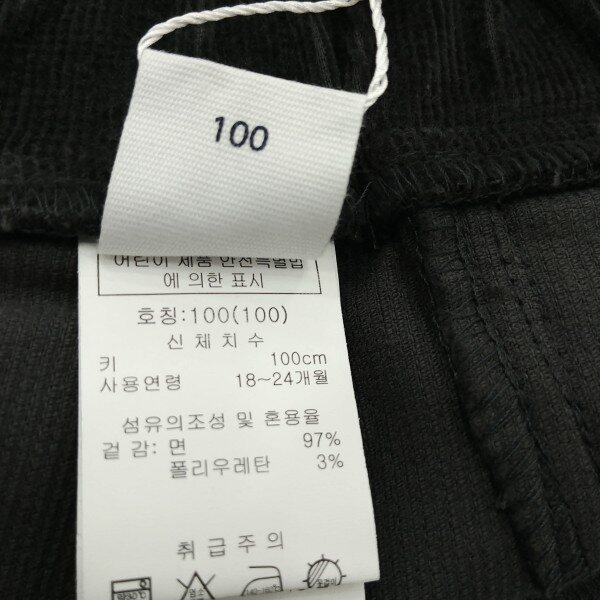 100
어린이 제품 안전특별법
에 의한 표시
호칭:100(100)
신체치수
키 100cm
사용연령 18~24개월
섬유의조성 및 혼용율
겉감: 면 97%
폴리우레탄 3%
취급주의
염소